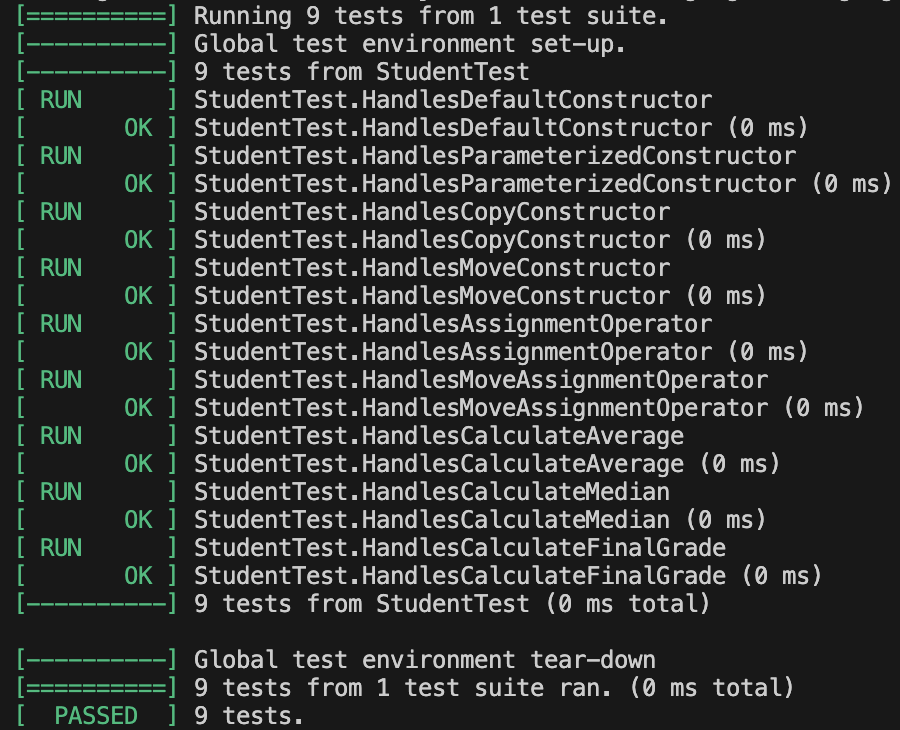 [==========] Running 9 tests from 1 test suite.
[----------] Global test environment set-up.
[----------] 9 tests from StudentTest
[ RUN      ] StudentTest.HandlesDefaultConstructor
[       OK ] StudentTest.HandlesDefaultConstructor (0 ms)
[ RUN      ] StudentTest.HandlesParameterizedConstructor
[       OK ] StudentTest.HandlesParameterizedConstructor (0 ms)
[ RUN      ] StudentTest.HandlesCopyConstructor
[       OK ] StudentTest.HandlesCopyConstructor (0 ms)
[ RUN      ] StudentTest.HandlesMoveConstructor
[       OK ] StudentTest.HandlesMoveConstructor (0 ms)
[ RUN      ] StudentTest.HandlesAssignmentOperator
[       OK ] StudentTest.HandlesAssignmentOperator (0 ms)
[ RUN      ] StudentTest.HandlesMoveAssignmentOperator
[       OK ] StudentTest.HandlesMoveAssignmentOperator (0 ms)
[ RUN      ] StudentTest.HandlesCalculateAverage
[       OK ] StudentTest.HandlesCalculateAverage (0 ms)
[ RUN      ] StudentTest.HandlesCalculateMedian
[       OK ] StudentTest.HandlesCalculateMedian (0 ms)
[ RUN      ] StudentTest.HandlesCalculateFinalGrade
[       OK ] StudentTest.HandlesCalculateFinalGrade (0 ms)
[----------] 9 tests from StudentTest (0 ms total)

[----------] Global test environment tear-down
[==========] 9 tests from 1 test suite ran. (0 ms total)
[  PASSED  ] 9 tests.